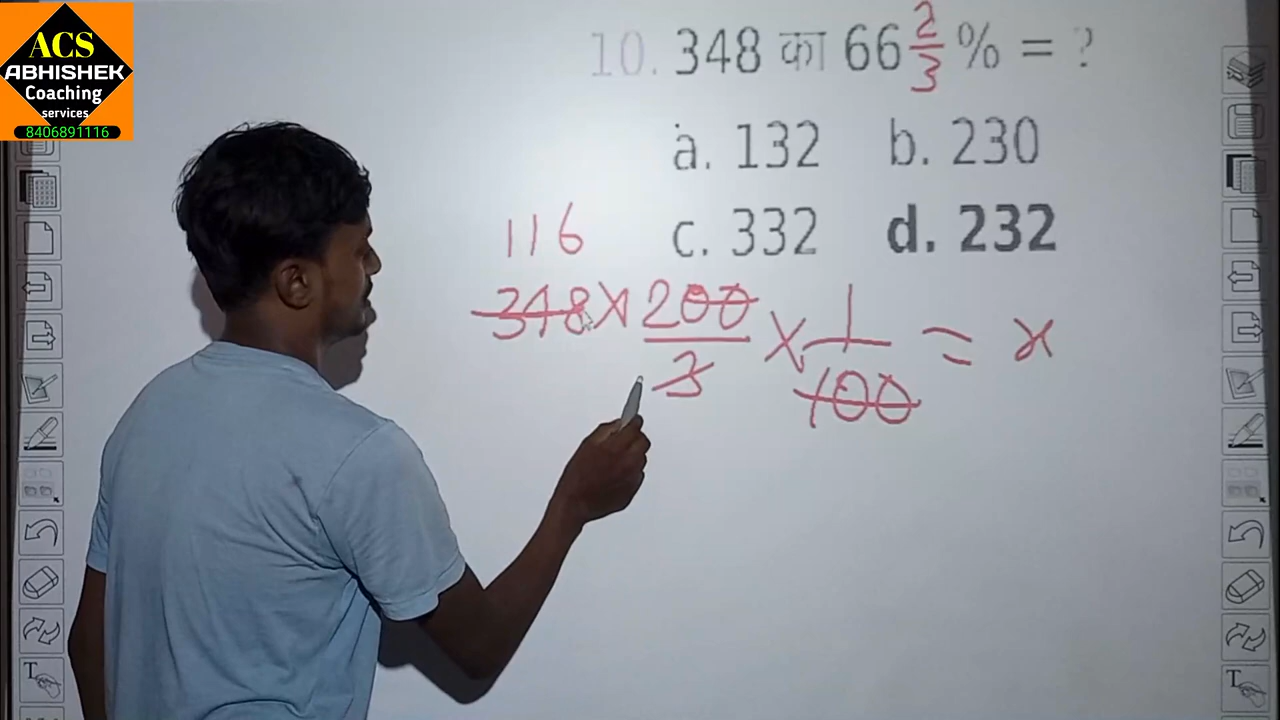 ACS
ABHISHEK
Coaching
services
8406891116
10. 348 का 66 2/3 % = ?
a. 132 b. 230
c. 332 d. 232
116
348 × 200/3 × 1/100 = x
T
T